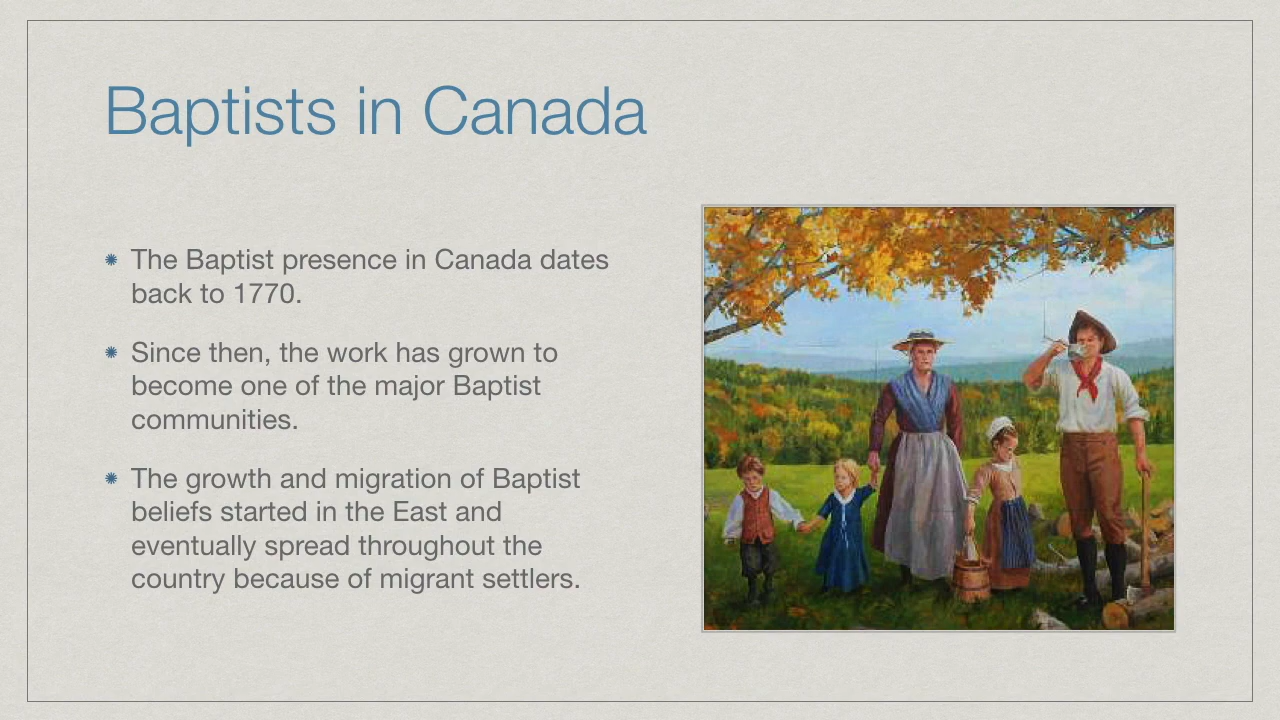 Baptists in Canada
The Baptist presence in Canada dates
back to 1770.
Since then, the work has grown to
become one of the major Baptist
communities.
The growth and migration of Baptist
beliefs started in the East and
eventually spread throughout the
country because of migrant settlers.